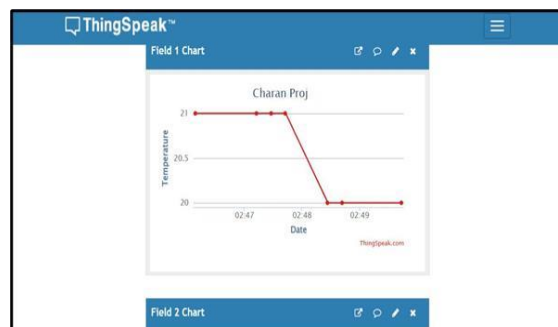 ThingSpeak™
Field 1 Chart
Charan Proj
Temperature
21
20.5
20
02:47
02:48
02:49
Date
ThingSpeak.com
Field 2 Chart